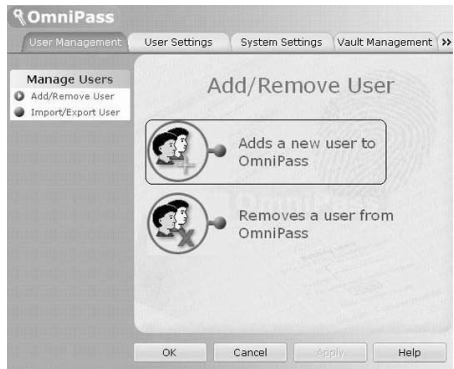 OmniPass
User Management
User Settings
System Settings
Vault Management
Manage Users
Add/Remove User
Import/Export User
Add/Remove User
Adds a new user to
OmniPass
Removes a user from
OmniPass
OK
Cancel
Apply
Help